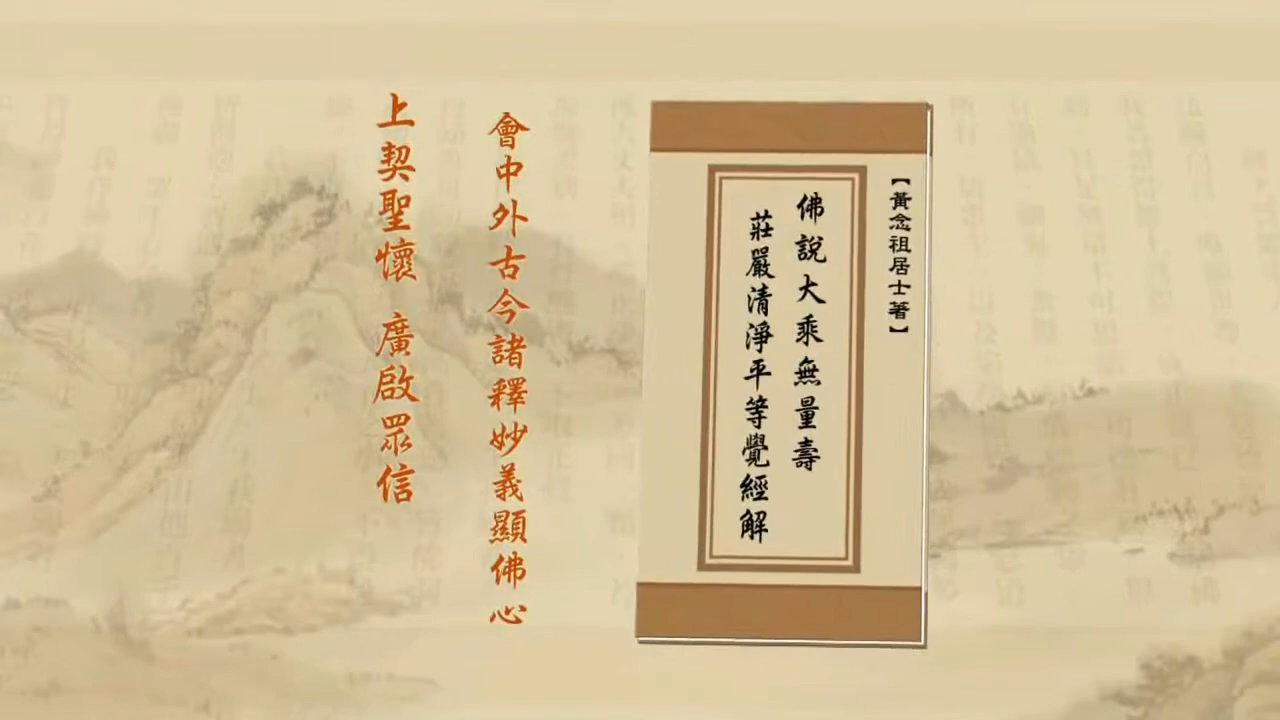 【黃念祖居士著】
佛說大乘無量壽
莊嚴清淨平等覺經解
會中外古今諸釋妙義顯佛心
上契聖懷 廣啟眾信